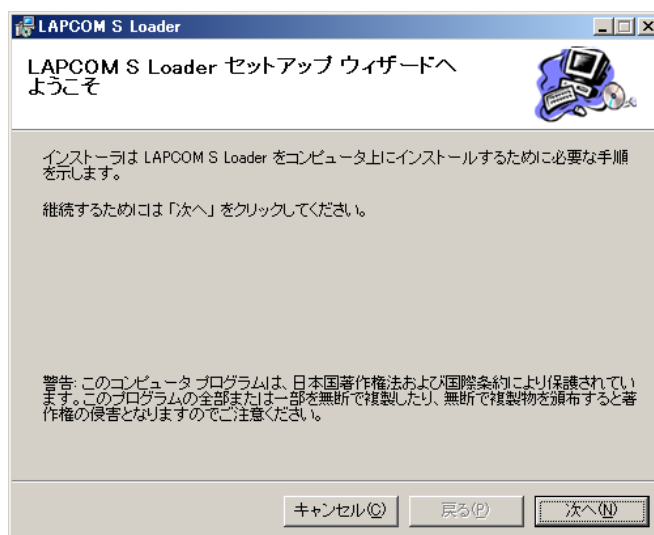 LAPCOM S Loader
LAPCOM S Loader セットアップ ウィザードへ
ようこそ
インストーラは LAPCOM S Loader をコンピュータ上にインストールするために必要な手順
を示します。
継続するためには「次へ」をクリックしてください。
警告: このコンピュータ プログラムは、日本国著作権法および国際条約により保護されてい
ます。このプログラムの全部または一部を無断で複製したり、無断で複製物を頒布すると著
作権の侵害となりますのでご注意ください。
キャンセル(C) 戻る(P) 次へ(N)